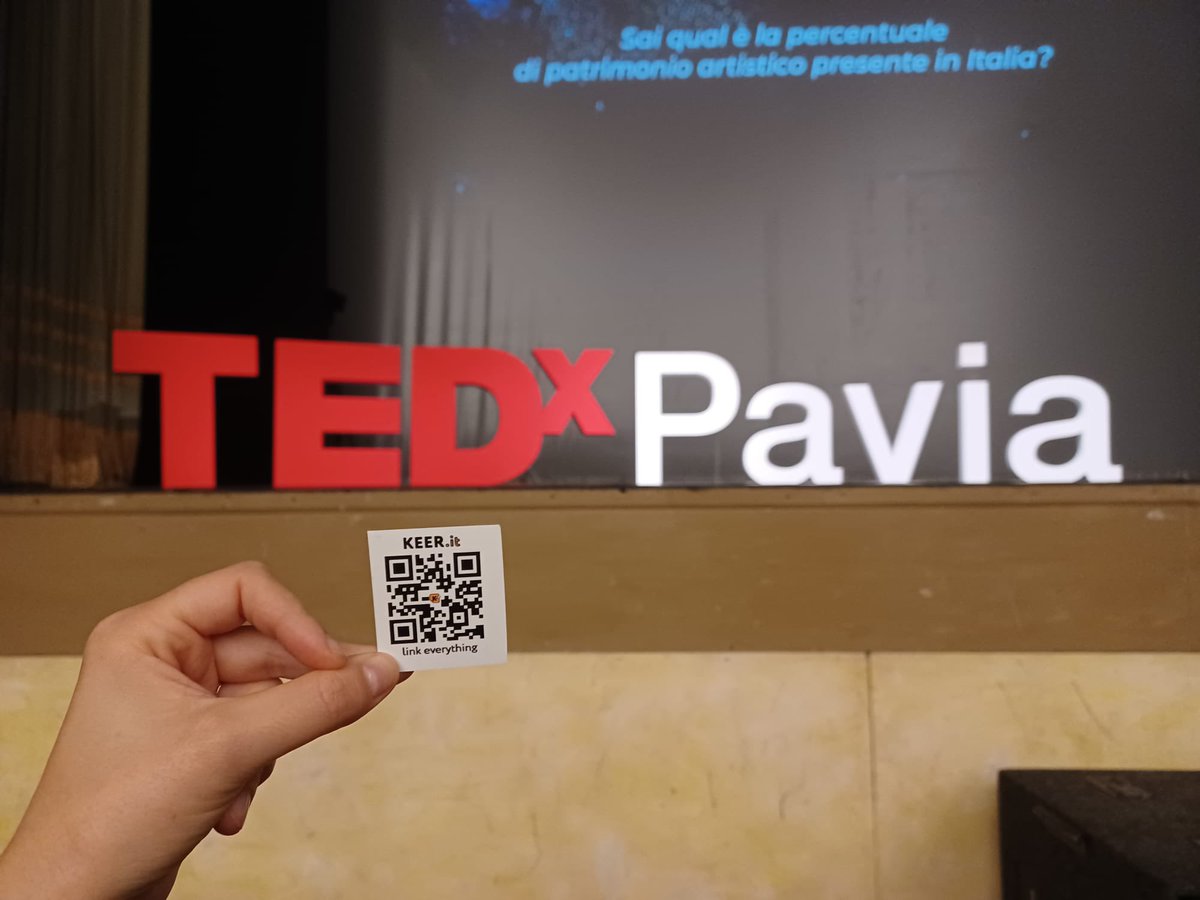 Sai qual è la percentuale
di patrimonio artistico presente in Italia?
TEDx Pavia
KEER.it
link everything